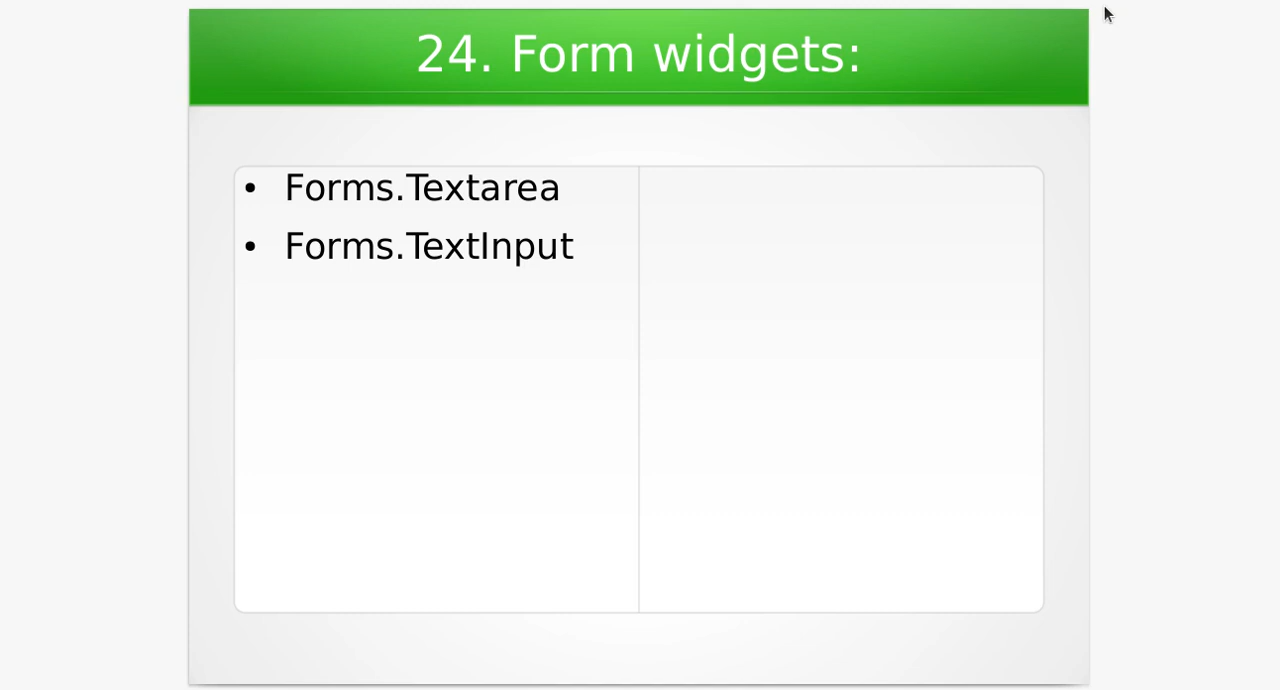 24. Form widgets:
• Forms.Textarea
• Forms.TextInput